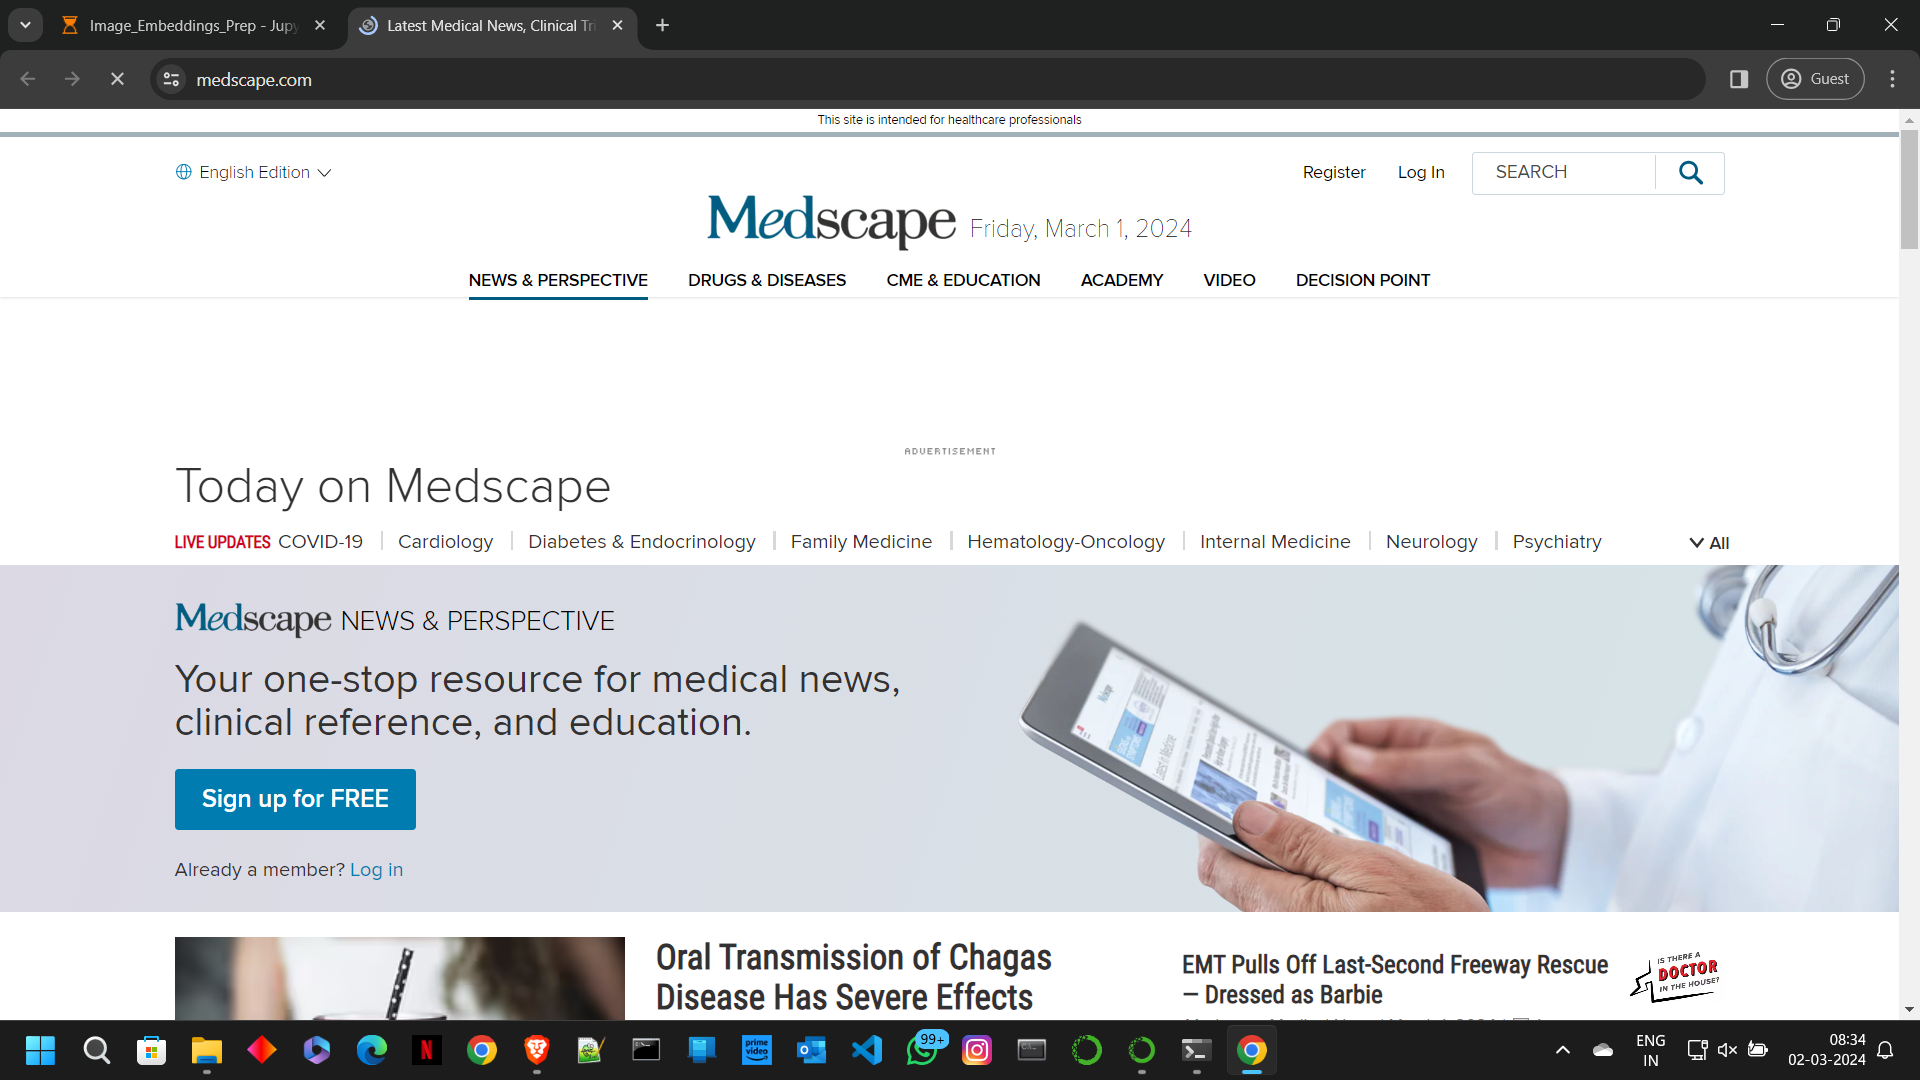 Image_Embeddings_Prep - Jupy
Latest Medical News, Clinical Tri
medscape.com
Guest
This site is intended for healthcare professionals
English Edition
Register
Log In
SEARCH
Medscape
Friday, March 1, 2024
NEWS & PERSPECTIVE
DRUGS & DISEASES
CME & EDUCATION
ACADEMY
VIDEO
DECISION POINT
ADVERTISEMENT
Today on Medscape
LIVE UPDATES COVID-19
Cardiology
Diabetes & Endocrinology
Family Medicine
Hematology-Oncology
Internal Medicine
Neurology
Psychiatry
All
Medscape NEWS & PERSPECTIVE
Your one-stop resource for medical news,
clinical reference, and education.
Sign up for FREE
Already a member? Log in
Oral Transmission of Chagas
Disease Has Severe Effects
EMT Pulls Off Last-Second Freeway Rescue
— Dressed as Barbie
IS THERE A
DOCTOR
IN THE HOUSE?
N
prime
video
99+
ENG
IN
08:34
02-03-2024